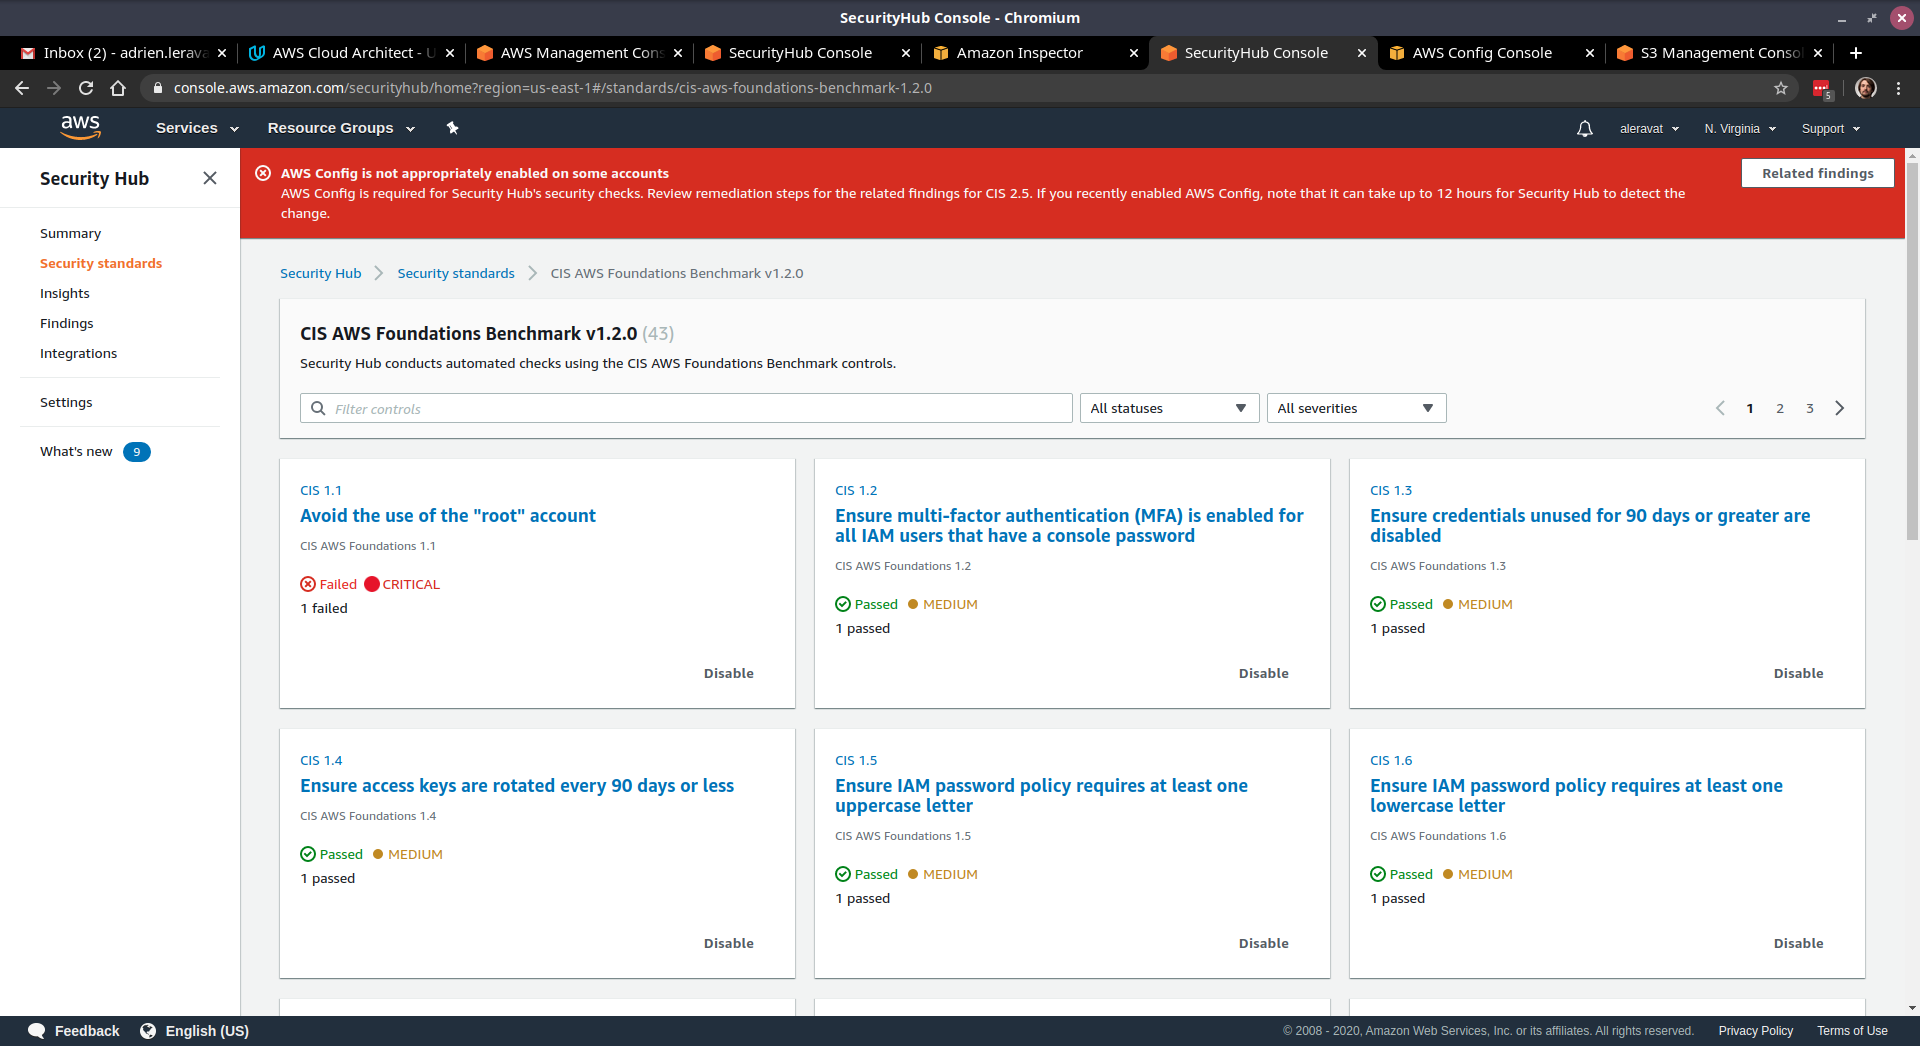 SecurityHub Console - Chromium
Inbox (2) - adrien.lerava
AWS Cloud Architect - U
AWS Management Cons
SecurityHub Console
Amazon Inspector
SecurityHub Console
AWS Config Console
S3 Management Consol
console.aws.amazon.com/securityhub/home?region=us-east-1#/standards/cis-aws-foundations-benchmark-1.2.0
5
aws
Services
Resource Groups
aleravat
N. Virginia
Support
Security Hub
Summary
Security standards
Insights
Findings
Integrations
Settings
What's new 9
AWS Config is not appropriately enabled on some accounts
AWS Config is required for Security Hub's security checks. Review remediation steps for the related findings for CIS 2.5. If you recently enabled AWS Config, note that it can take up to 12 hours for Security Hub to detect the
change.
Related findings
Security Hub
Security standards
CIS AWS Foundations Benchmark v1.2.0
CIS AWS Foundations Benchmark v1.2.0 (43)
Security Hub conducts automated checks using the CIS AWS Foundations Benchmark controls.
Filter controls
All statuses
All severities
1 2 3
CIS 1.1
Avoid the use of the "root" account
CIS AWS Foundations 1.1
Failed CRITICAL
1 failed
Disable
CIS 1.2
Ensure multi-factor authentication (MFA) is enabled for
all IAM users that have a console password
CIS AWS Foundations 1.2
Passed MEDIUM
1 passed
Disable
CIS 1.3
Ensure credentials unused for 90 days or greater are
disabled
CIS AWS Foundations 1.3
Passed MEDIUM
1 passed
Disable
CIS 1.4
Ensure access keys are rotated every 90 days or less
CIS AWS Foundations 1.4
Passed MEDIUM
1 passed
Disable
CIS 1.5
Ensure IAM password policy requires at least one
uppercase letter
CIS AWS Foundations 1.5
Passed MEDIUM
1 passed
Disable
CIS 1.6
Ensure IAM password policy requires at least one
lowercase letter
CIS AWS Foundations 1.6
Passed MEDIUM
1 passed
Disable
Feedback
English (US)
© 2008 - 2020, Amazon Web Services, Inc. or its affiliates. All rights reserved.
Privacy Policy
Terms of Use